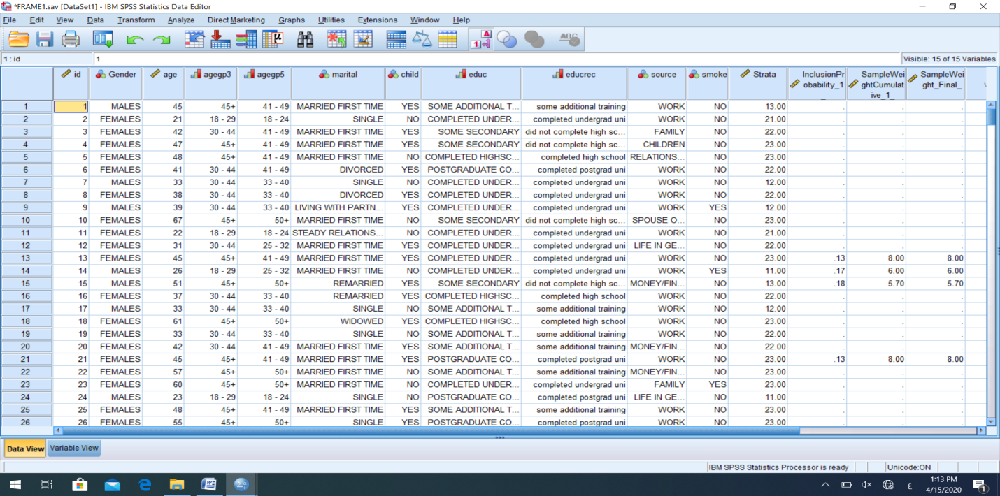 *FRAME1.sav [DataSet1] - IBM SPSS Statistics Data Editor
File Edit View Data Transform Analyze Direct Marketing Graphs Utilities Extensions Window Help
1 : id 1 Visible: 15 of 15 Variables
id Gender age agegp3 agegp5 marital child educ educrec source smoke Strata InclusionProbability_1_ SampleWeightCumulative_1_ SampleWeight_Final_
1 1 MALES 45 45+ 41 - 49 MARRIED FIRST TIME YES SOME ADDITIONAL T... some additional training WORK NO 13.00 . . .
2 2 FEMALES 21 18 - 29 18 - 24 SINGLE NO COMPLETED UNDER... completed undergrad uni WORK NO 21.00 . . .
3 3 FEMALES 42 30 - 44 41 - 49 MARRIED FIRST TIME YES SOME SECONDARY did not complete high sc... FAMILY NO 22.00 . . .
4 4 FEMALES 47 45+ 41 - 49 MARRIED FIRST TIME YES SOME SECONDARY did not complete high sc... CHILDREN NO 23.00 . . .
5 5 FEMALES 48 45+ 41 - 49 MARRIED FIRST TIME NO COMPLETED HIGHSC... completed high school RELATIONS... NO 23.00 . . .
6 6 FEMALES 41 30 - 44 41 - 49 DIVORCED YES POSTGRADUATE CO... completed postgrad uni WORK NO 22.00 . . .
7 7 MALES 33 30 - 44 33 - 40 SINGLE NO COMPLETED UNDER... completed undergrad uni WORK NO 12.00 . . .
8 8 FEMALES 38 30 - 44 33 - 40 DIVORCED YES COMPLETED UNDER... completed undergrad uni WORK NO 22.00 . . .
9 9 MALES 39 30 - 44 33 - 40 LIVING WITH PARTN... YES COMPLETED UNDER... completed undergrad uni WORK YES 12.00 . . .
10 10 FEMALES 67 45+ 50+ MARRIED FIRST TIME NO SOME SECONDARY did not complete high sc... SPOUSE O... NO 23.00 . . .
11 11 FEMALES 22 18 - 29 18 - 24 STEADY RELATIONS... NO COMPLETED UNDER... completed undergrad uni WORK NO 21.00 . . .
12 12 FEMALES 31 30 - 44 25 - 32 MARRIED FIRST TIME YES COMPLETED UNDER... completed undergrad uni LIFE IN GE... NO 22.00 . . .
13 13 FEMALES 45 45+ 41 - 49 MARRIED FIRST TIME YES COMPLETED UNDER... completed undergrad uni WORK NO 23.00 .13 8.00 8.00
14 14 MALES 26 18 - 29 25 - 32 MARRIED FIRST TIME NO COMPLETED UNDER... completed undergrad uni WORK YES 11.00 .17 6.00 6.00
15 15 MALES 51 45+ 50+ REMARRIED YES SOME SECONDARY did not complete high sc... MONEY/FIN... NO 13.00 .18 5.70 5.70
16 16 FEMALES 37 30 - 44 33 - 40 REMARRIED YES COMPLETED HIGHSC... completed high school WORK NO 22.00 . . .
17 17 MALES 33 30 - 44 33 - 40 SINGLE NO SOME ADDITIONAL T... some additional training WORK NO 12.00 . . .
18 18 FEMALES 61 45+ 50+ WIDOWED YES COMPLETED HIGHSC... completed high school WORK NO 23.00 . . .
19 19 FEMALES 33 30 - 44 33 - 40 SINGLE NO SOME ADDITIONAL T... some additional training WORK NO 22.00 . . .
20 20 FEMALES 42 30 - 44 41 - 49 MARRIED FIRST TIME YES SOME ADDITIONAL T... some additional training MONEY/FIN... NO 22.00 . . .
21 21 FEMALES 45 45+ 41 - 49 MARRIED FIRST TIME YES POSTGRADUATE CO... completed postgrad uni WORK NO 23.00 .13 8.00 8.00
22 22 FEMALES 57 45+ 50+ MARRIED FIRST TIME NO SOME ADDITIONAL T... some additional training MONEY/FIN... NO 23.00 . . .
23 23 FEMALES 60 45+ 50+ MARRIED FIRST TIME NO COMPLETED UNDER... completed undergrad uni FAMILY YES 23.00 . . .
24 24 MALES 23 18 - 29 18 - 24 SINGLE NO POSTGRADUATE CO... completed postgrad uni LIFE IN GE... NO 11.00 . . .
25 25 FEMALES 48 45+ 41 - 49 MARRIED FIRST TIME YES SOME ADDITIONAL T... some additional training WORK NO 23.00 . . .
26 26 FEMALES 55 45+ 50+ SINGLE YES POSTGRADUATE CO... completed postgrad uni WORK NO 23.00 . . .
Data View Variable View
IBM SPSS Statistics Processor is ready Unicode:ON
1:13 PM
ع 4/15/2020 1